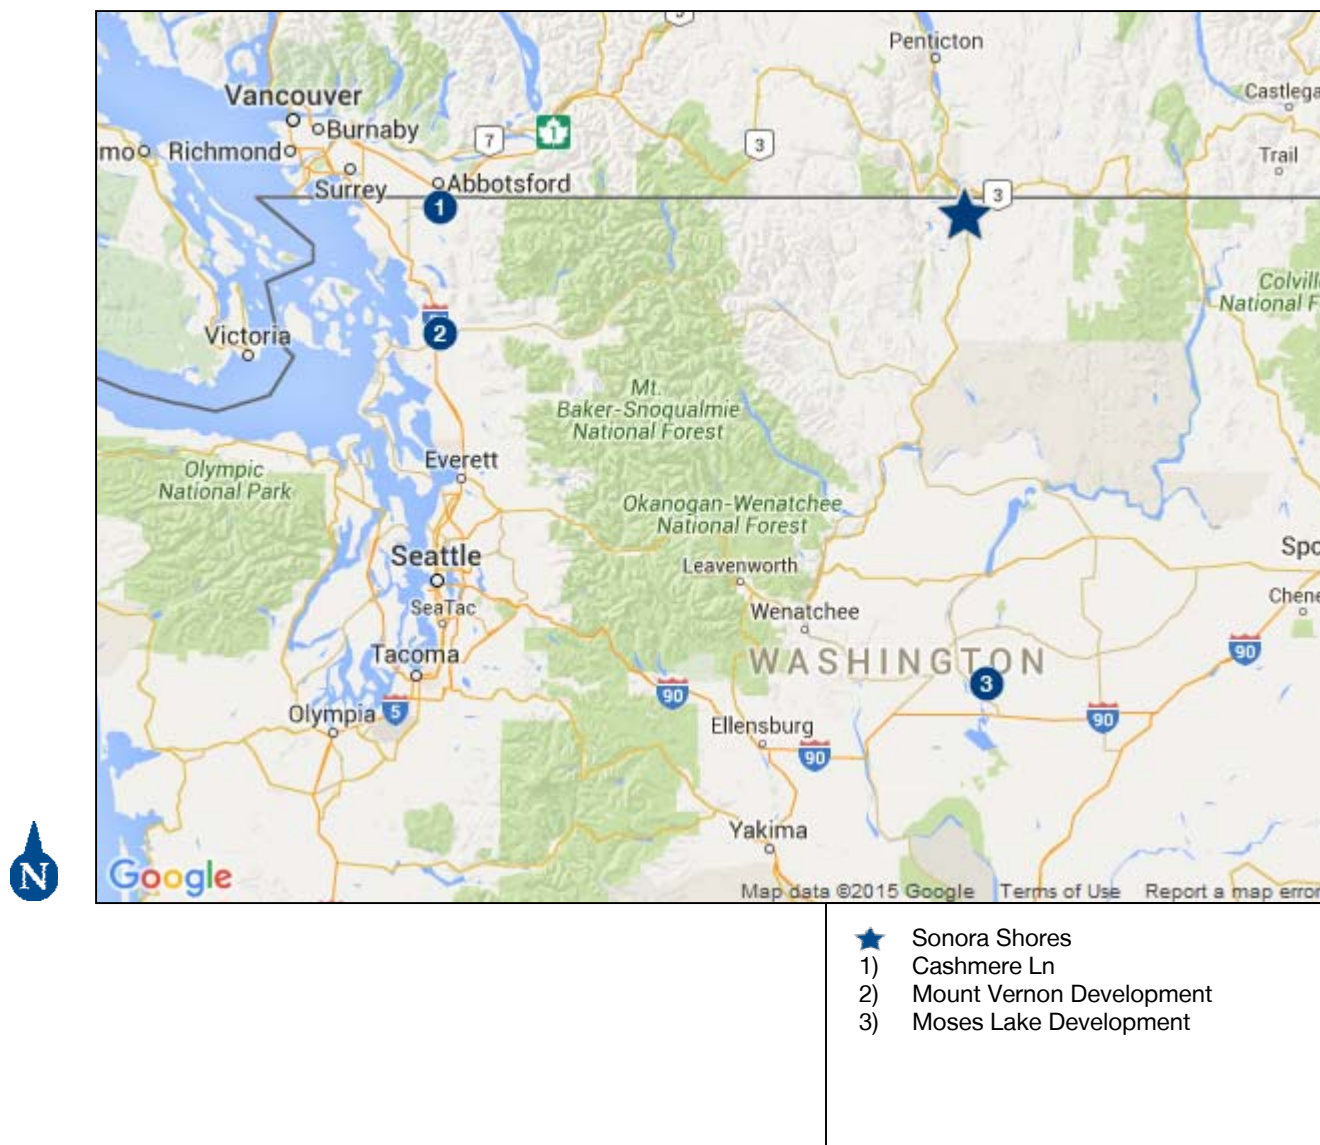 3
Penticton
Castlega
Vancouver
Burnaby
7
1
3
mo
Richmond
Trail
Surrey
Abbotsford
1
3
Colvill
National F
2
Victoria
Mt.
Baker-Snoqualmie
National Forest
Everett
Olympic
National Park
Okanogan-Wenatchee
National Forest
Seattle
Leavenworth
Spo
SeaTac
Wenatchee
Chene
Tacoma
WASHINGTON
90
3
90
Olympia
5
Ellensburg
90
90
Yakima
N
Google
Map data ©2015 Google
Terms of Use
Report a map error
Sonora Shores
1) Cashmere Ln
2) Mount Vernon Development
3) Moses Lake Development